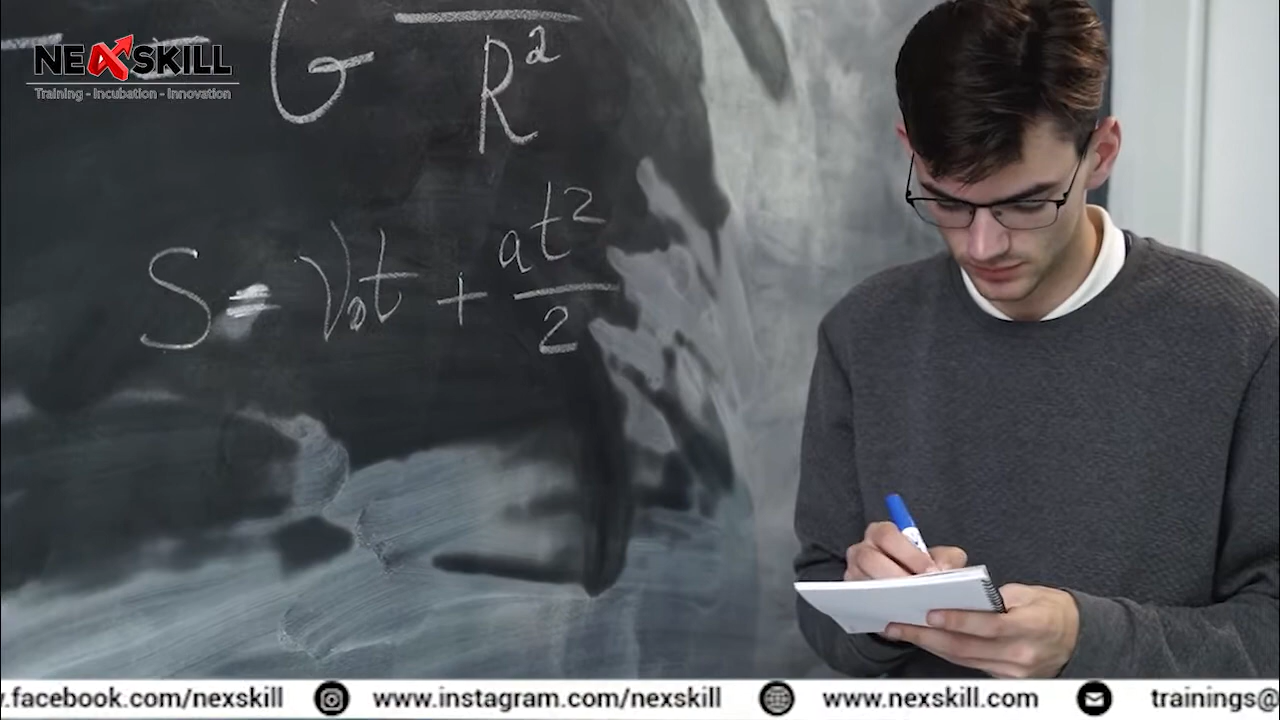 NEXSKILL
Training - Incubation - Innovation
= G —
R²
S = V₀t + at²
2
.facebook.com/nexskill www.instagram.com/nexskill www.nexskill.com trainings@